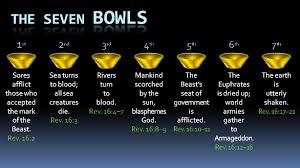 THE SEVEN BOWLS
1st
2nd
3rd
4th
5th
6th
7th
Sores
afflict
those who
accepted
the mark
of the
Beast.
Rev. 16:2
Sea turns
to blood;
all sea
creatures
die.
Rev. 16:3
Rivers
turn
to
blood.
Rev. 16:4-7
Mankind
scorched
by the
sun,
blasphemes
God.
Rev. 16:8-9
The
Beast's
seat of
government
is
afflicted.
Rev. 16:10-11
The
Euphrates
is dried up;
world
armies
gather
to
Armageddon.
Rev. 16:12-16
The earth
is
utterly
shaken.
Rev. 16:17-21